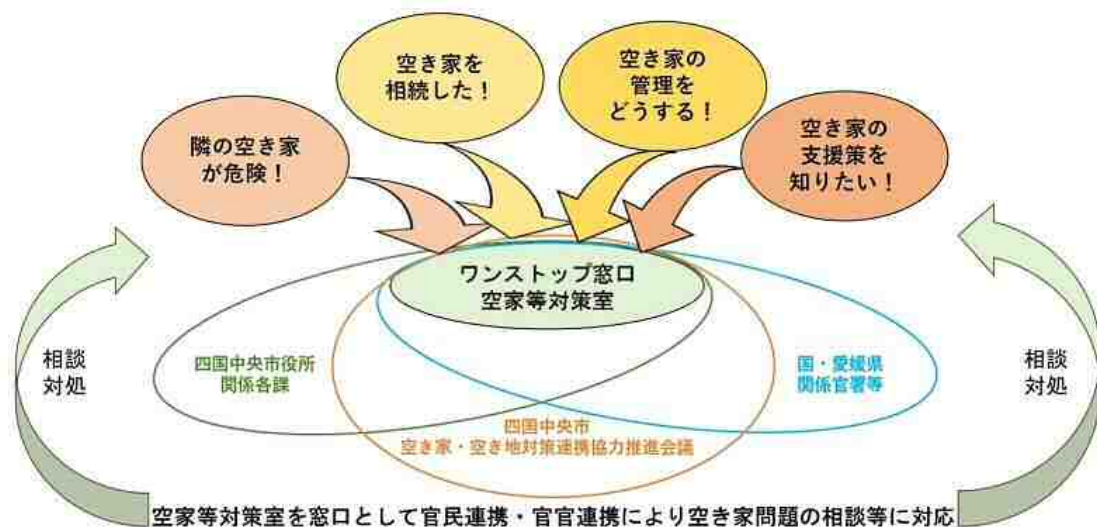 空き家を
相続した！
空き家の
管理を
どうする！
隣の空き家
が危険！
空き家の
支援策を
知りたい！
ワンストップ窓口
空家等対策室
相談
対処
四国中央市役所
関係各課
国・愛媛県
関係官署等
相談
対処
四国中央市
空き家・空き地対策連携協力推進会議
空家等対策室を窓口として官民連携・官官連携により空き家問題の相談等に対応